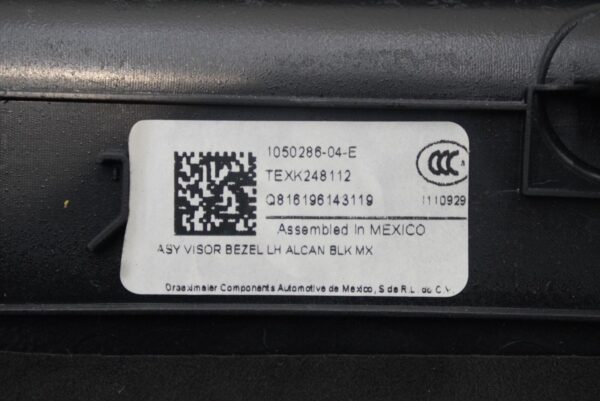 1050286-04-E
TEXK248112
Q816196143119
CCC A
1110929
Assembled In MEXICO
ASY VISOR BEZEL LH ALCAN BLK MX
Draexlmaier Components Automotive de Mexico, S de R.L. de C.V.